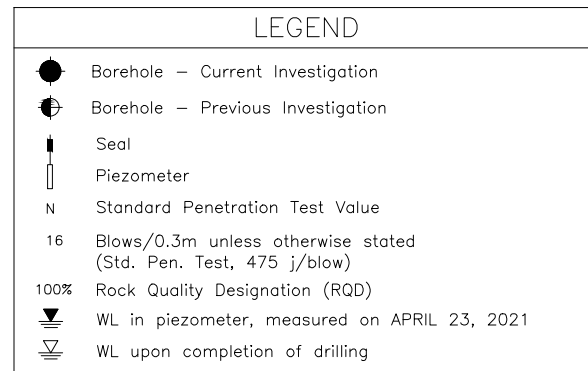 LEGEND
Borehole – Current Investigation
Borehole – Previous Investigation
Seal
Piezometer
N Standard Penetration Test Value
16 Blows/0.3m unless otherwise stated
(Std. Pen. Test, 475 j/blow)
100% Rock Quality Designation (RQD)
WL in piezometer, measured on APRIL 23, 2021
WL upon completion of drilling